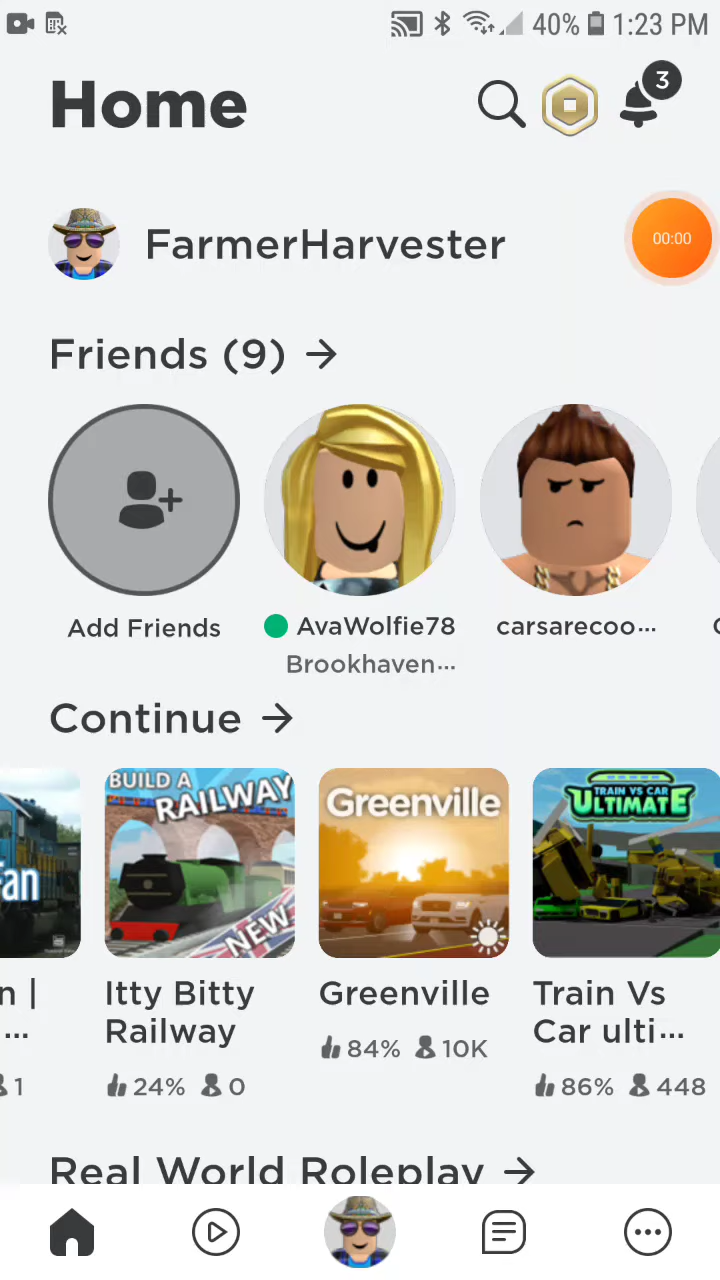 40% 1:23 PM
Home
3
FarmerHarvester
00:00
Friends (9) →
Add Friends
AvaWolfie78
carsarecoo...
Brookhaven...
Continue →
an
BUILD A
RAILWAY
NEW
Greenville
TRAIN VS CAR
ULTIMATE
n |
...
1
Itty Bitty
Railway
24% 0
Greenville
84% 10K
Train Vs
Car ulti...
86% 448
Real World Roleplay →